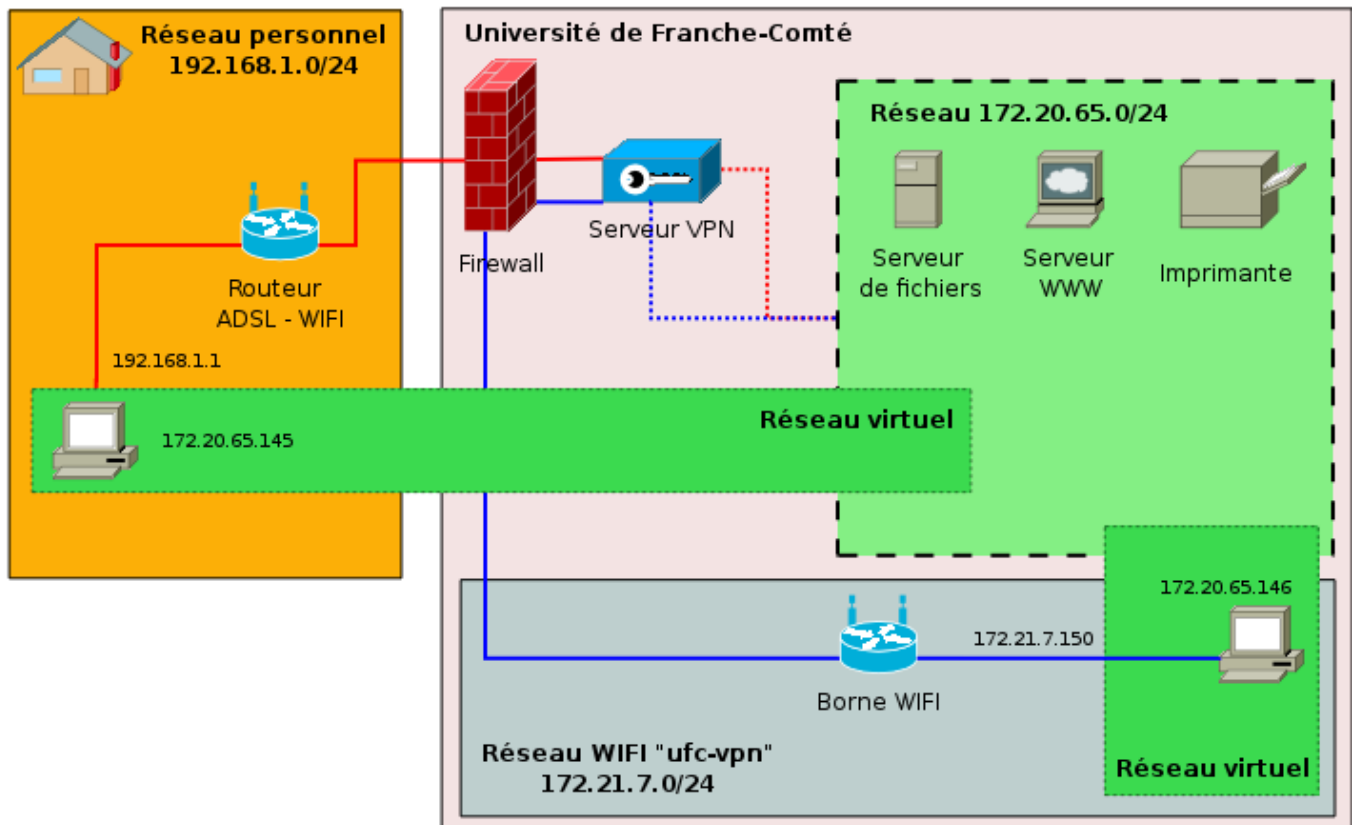 Réseau personnel
192.168.1.0/24
Routeur
ADSL - WIFI
192.168.1.1
172.20.65.145
Université de Franche-Comté
Firewall
Serveur VPN
Réseau 172.20.65.0/24
Serveur
de fichiers
Serveur
WWW
Imprimante
Réseau virtuel
172.20.65.146
172.21.7.150
Borne WIFI
Réseau WIFI "ufc-vpn"
172.21.7.0/24
Réseau virtuel